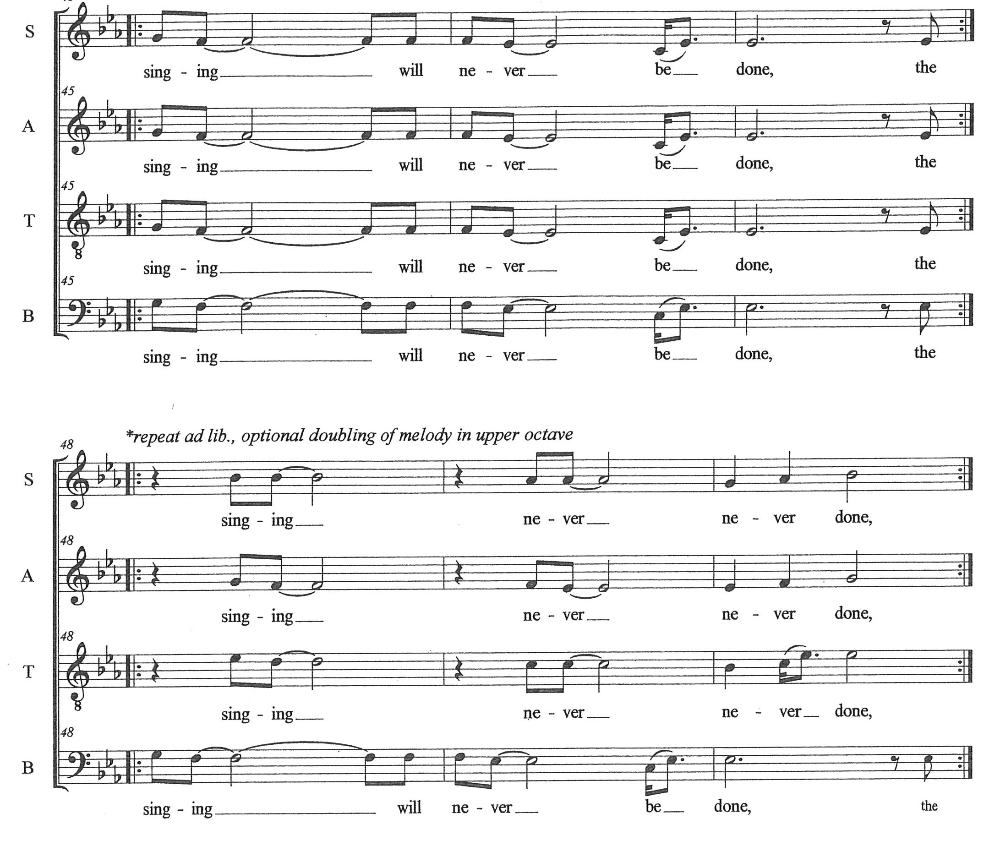 S
sing - ing will ne - ver be done, the
45
A
sing - ing will ne - ver be done, the
45
T
8
sing - ing will ne - ver be done, the
45
B
sing - ing will ne - ver be done, the
*repeat ad lib., optional doubling of melody in upper octave
48
S
sing - ing ne - ver ne - ver done,
48
A
sing - ing ne - ver ne - ver done,
48
T
8
sing - ing ne - ver ne - ver done,
48
B
sing - ing will ne - ver be done, the